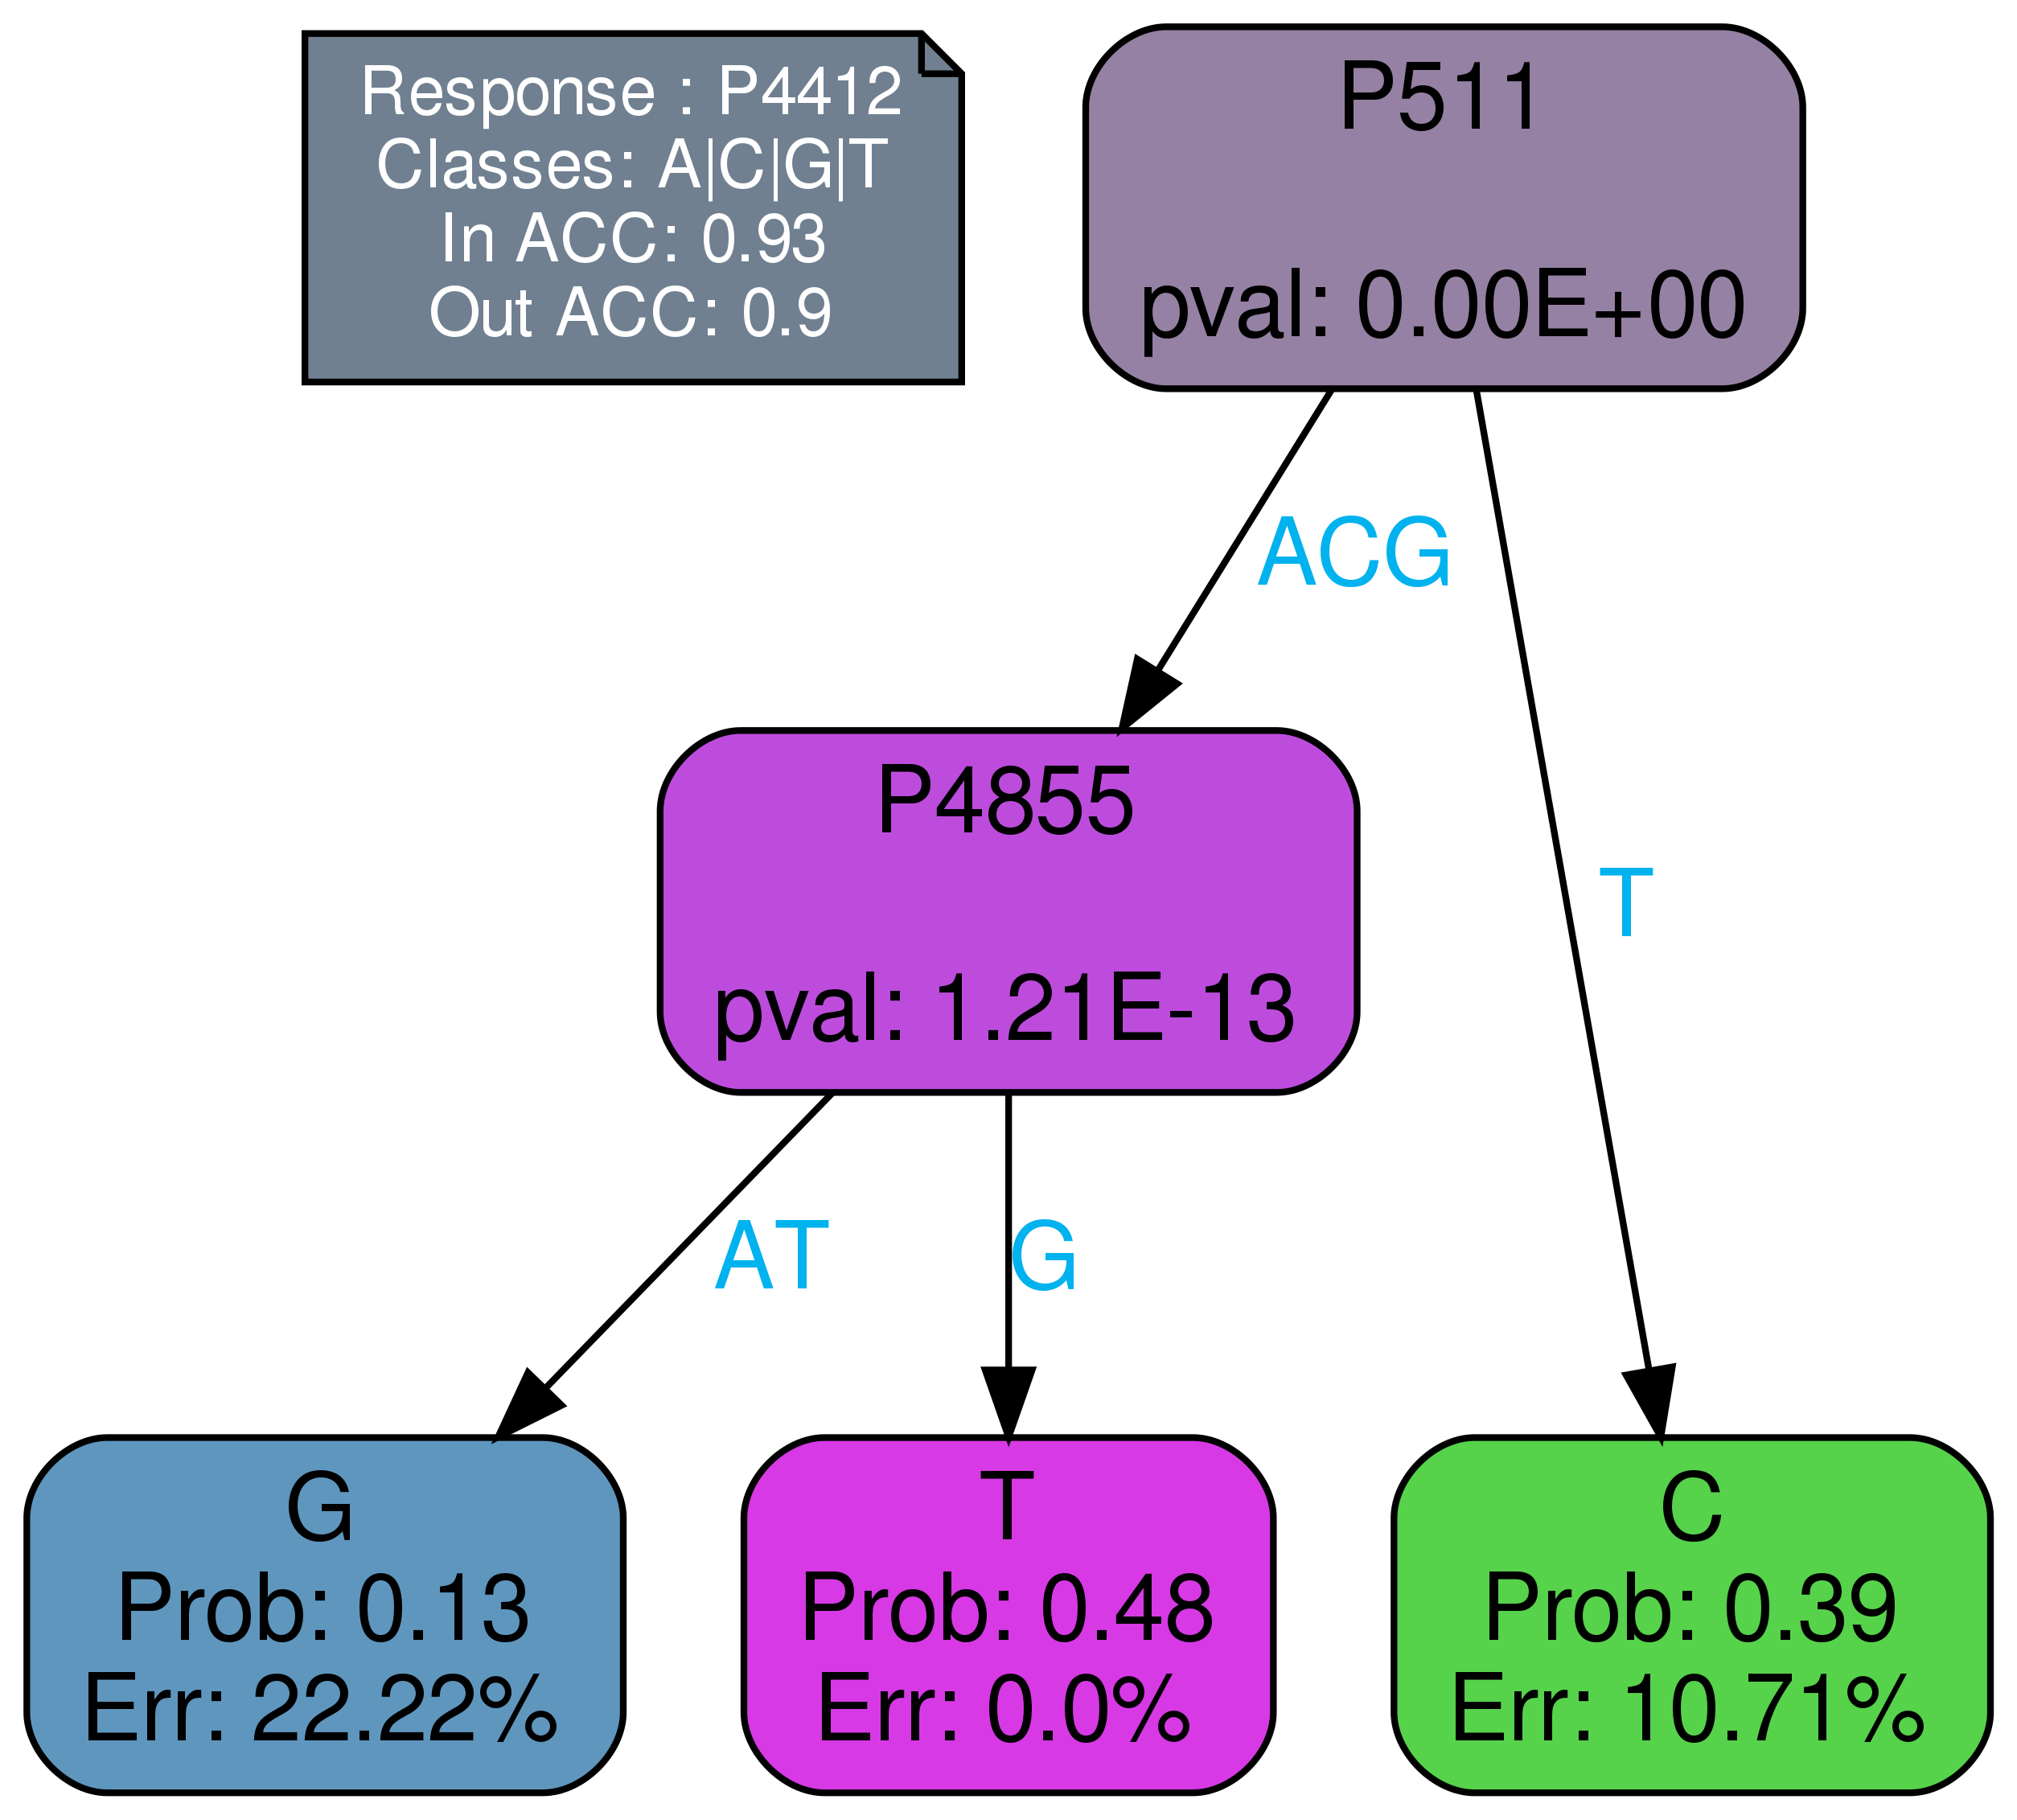 Response : P4412
Classes: A|C|G|T
In ACC: 0.93
Out ACC: 0.9
P511
pval: 0.00E+00
ACG
T
P4855
pval: 1.21E-13
AT
G
G
Prob: 0.13
Err: 22.22%
T
Prob: 0.48
Err: 0.0%
C
Prob: 0.39
Err: 10.71%